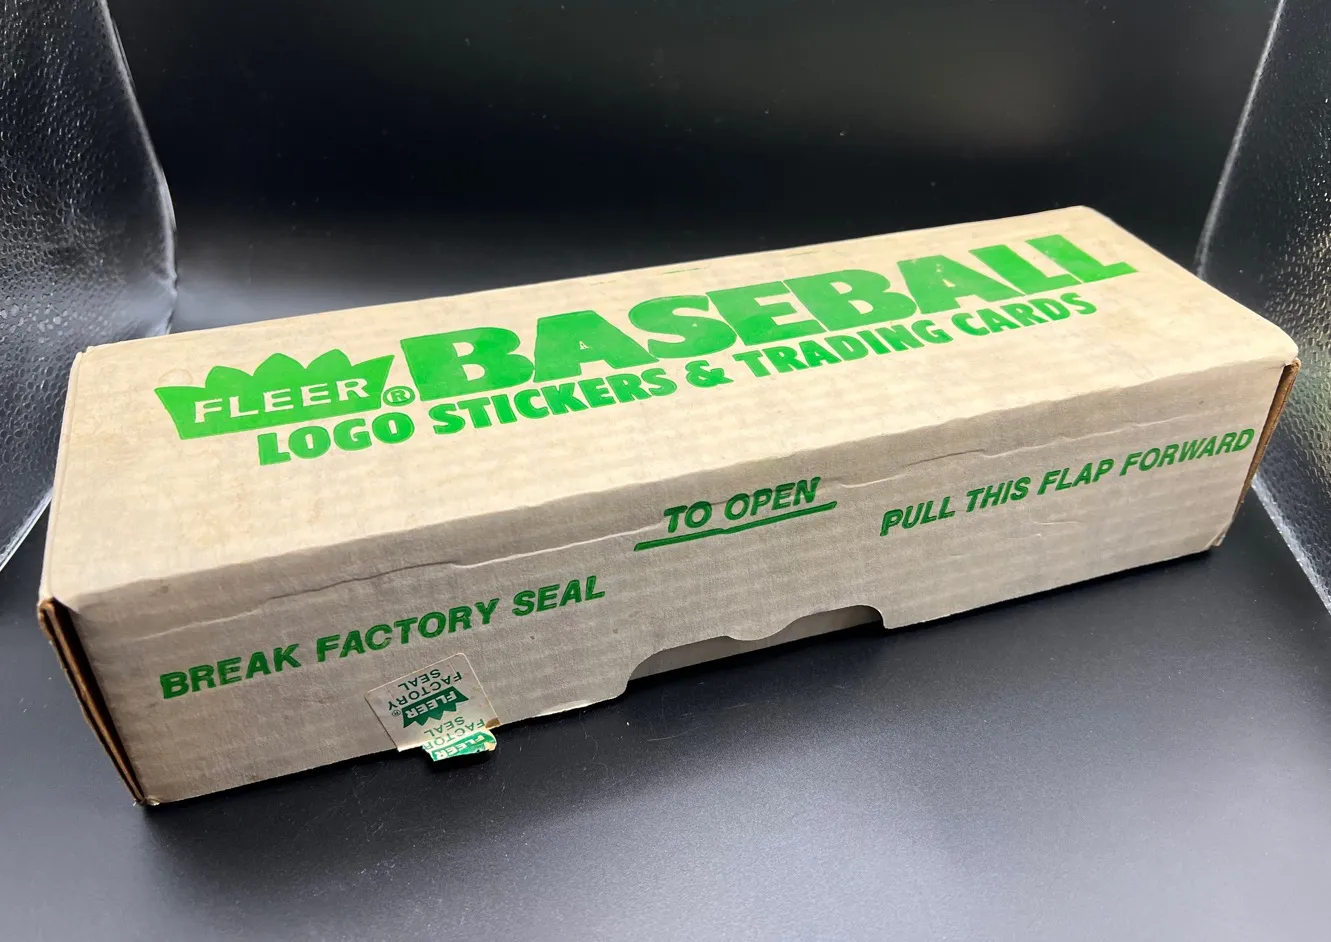 FLEER® BASEBALL
LOGO STICKERS & TRADING CARDS
TO OPEN
BREAK FACTORY SEAL
PULL THIS FLAP FORWARD
FACTORY
SEAL
FLEER®
FACTORY
SEAL
FLEER